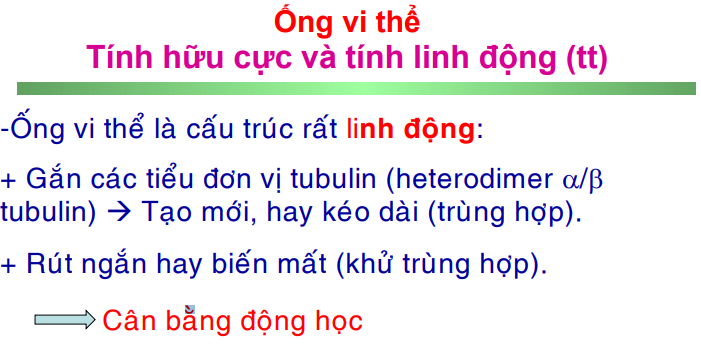 Ống vi thể
Tính hữu cực và tính linh động (tt)
-Ống vi thể là cấu trúc rất linh động:
+ Gắn các tiểu đơn vị tubulin (heterodimer α/β
tubulin) → Tạo mới, hay kéo dài (trùng hợp).
+ Rút ngắn hay biến mất (khử trùng hợp).
Cân bằng động học